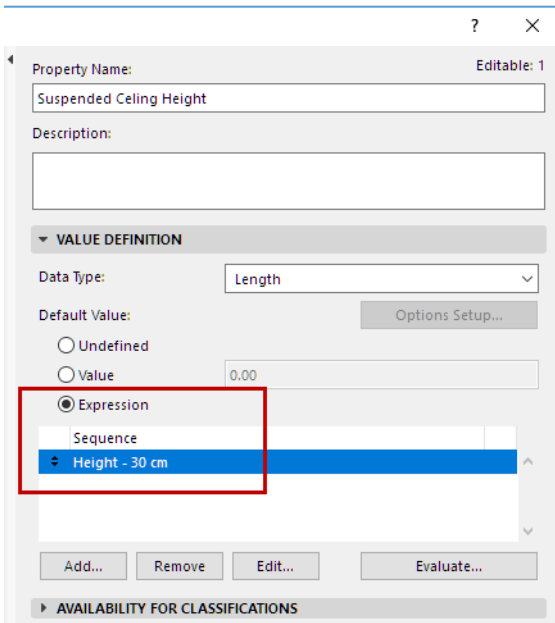 ?
Property Name:
Editable: 1
Suspended Celing Height
Description:
VALUE DEFINITION
Data Type:
Length
Default Value:
Options Setup...
Undefined
Value
0.00
Expression
Sequence
Height - 30 cm
Add...
Remove
Edit...
Evaluate...
AVAILABILITY FOR CLASSIFICATIONS